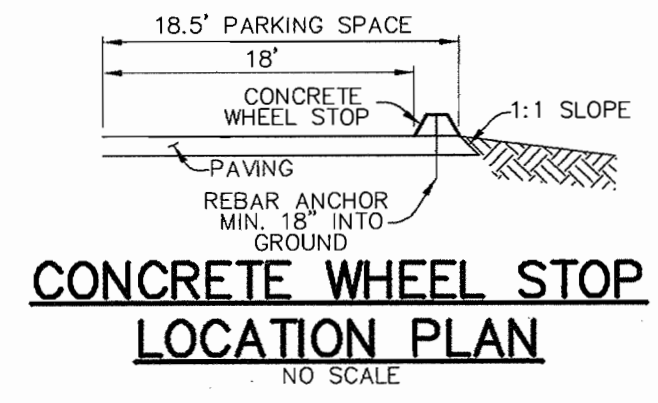 18.5' PARKING SPACE
18'
CONCRETE
WHEEL STOP
1:1 SLOPE
PAVING
REBAR ANCHOR
MIN. 18" INTO
GROUND
CONCRETE WHEEL STOP
LOCATION PLAN
NO SCALE